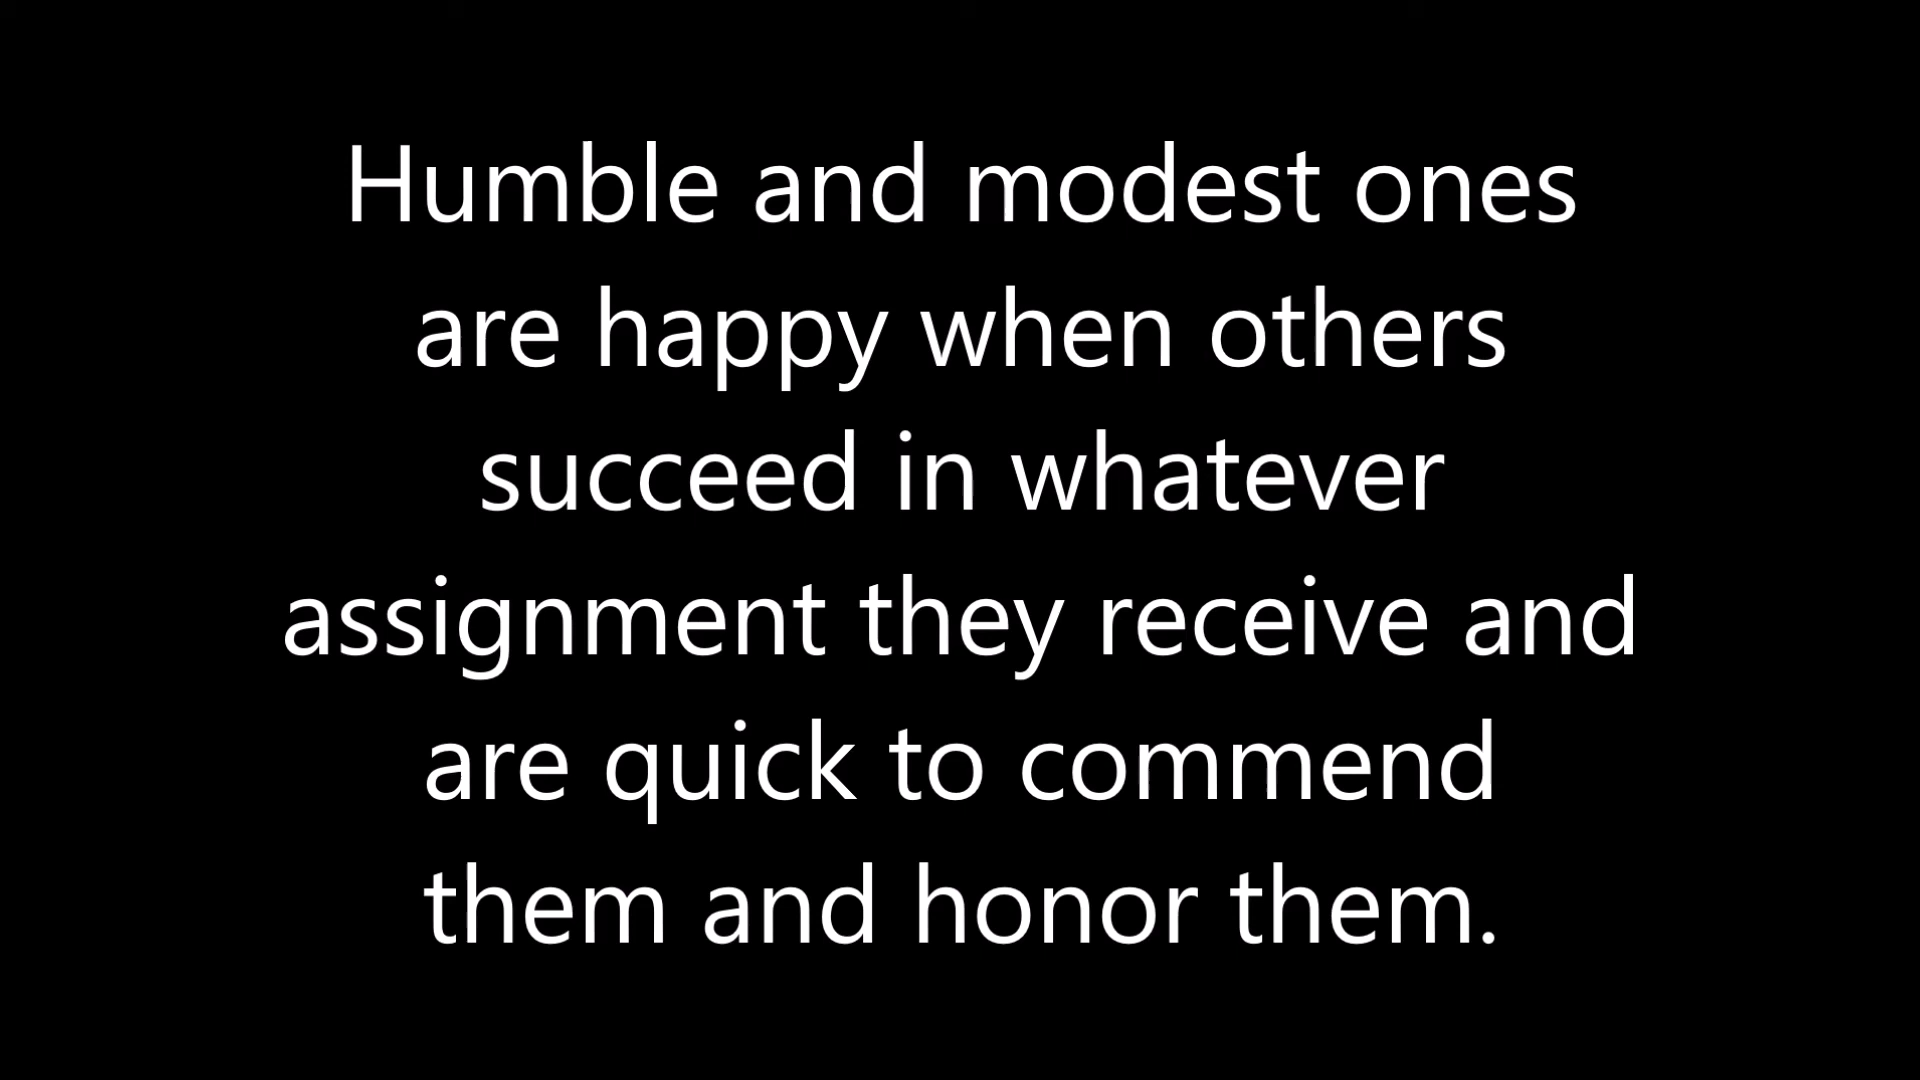 Humble and modest ones
are happy when others
succeed in whatever
assignment they receive and
are quick to commend
them and honor them.